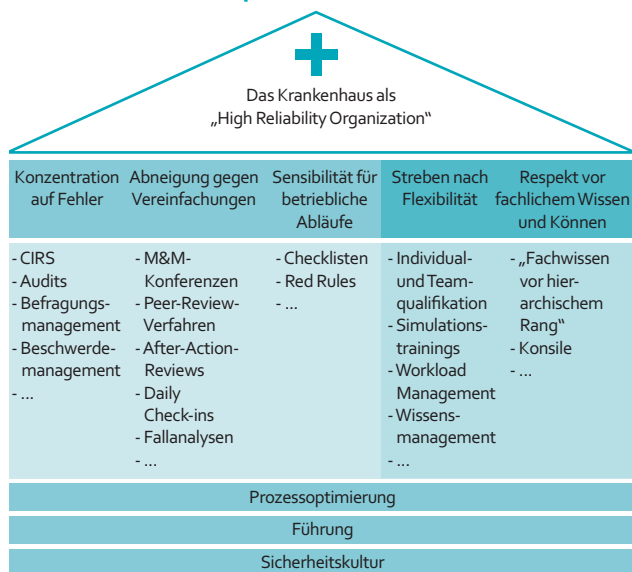 Das Krankenhaus als
„High Reliability Organization“
Konzentration
auf Fehler
Abneigung gegen
Vereinfachungen
Sensibilität für
betriebliche
Abläufe
Streben nach
Flexibilität
Respekt vor
fachlichem Wissen
und Können
- CIRS
- Audits
- Befragungs-
management
- Beschwerde-
management
- ...
- M&M-
Konferenzen
- Peer-Review-
Verfahren
- After-Action-
Reviews
- Daily
Check-ins
- Fallanalysen
- ...
- Checklisten
- Red Rules
- ...
- Individual-
und Team-
qualifikation
- Simulations-
trainings
- Workload
Management
- Wissens-
management
- ...
- „Fachwissen
vor hier-
archischem
Rang“
- Konsile
- ...
Prozessoptimierung
Führung
Sicherheitskultur